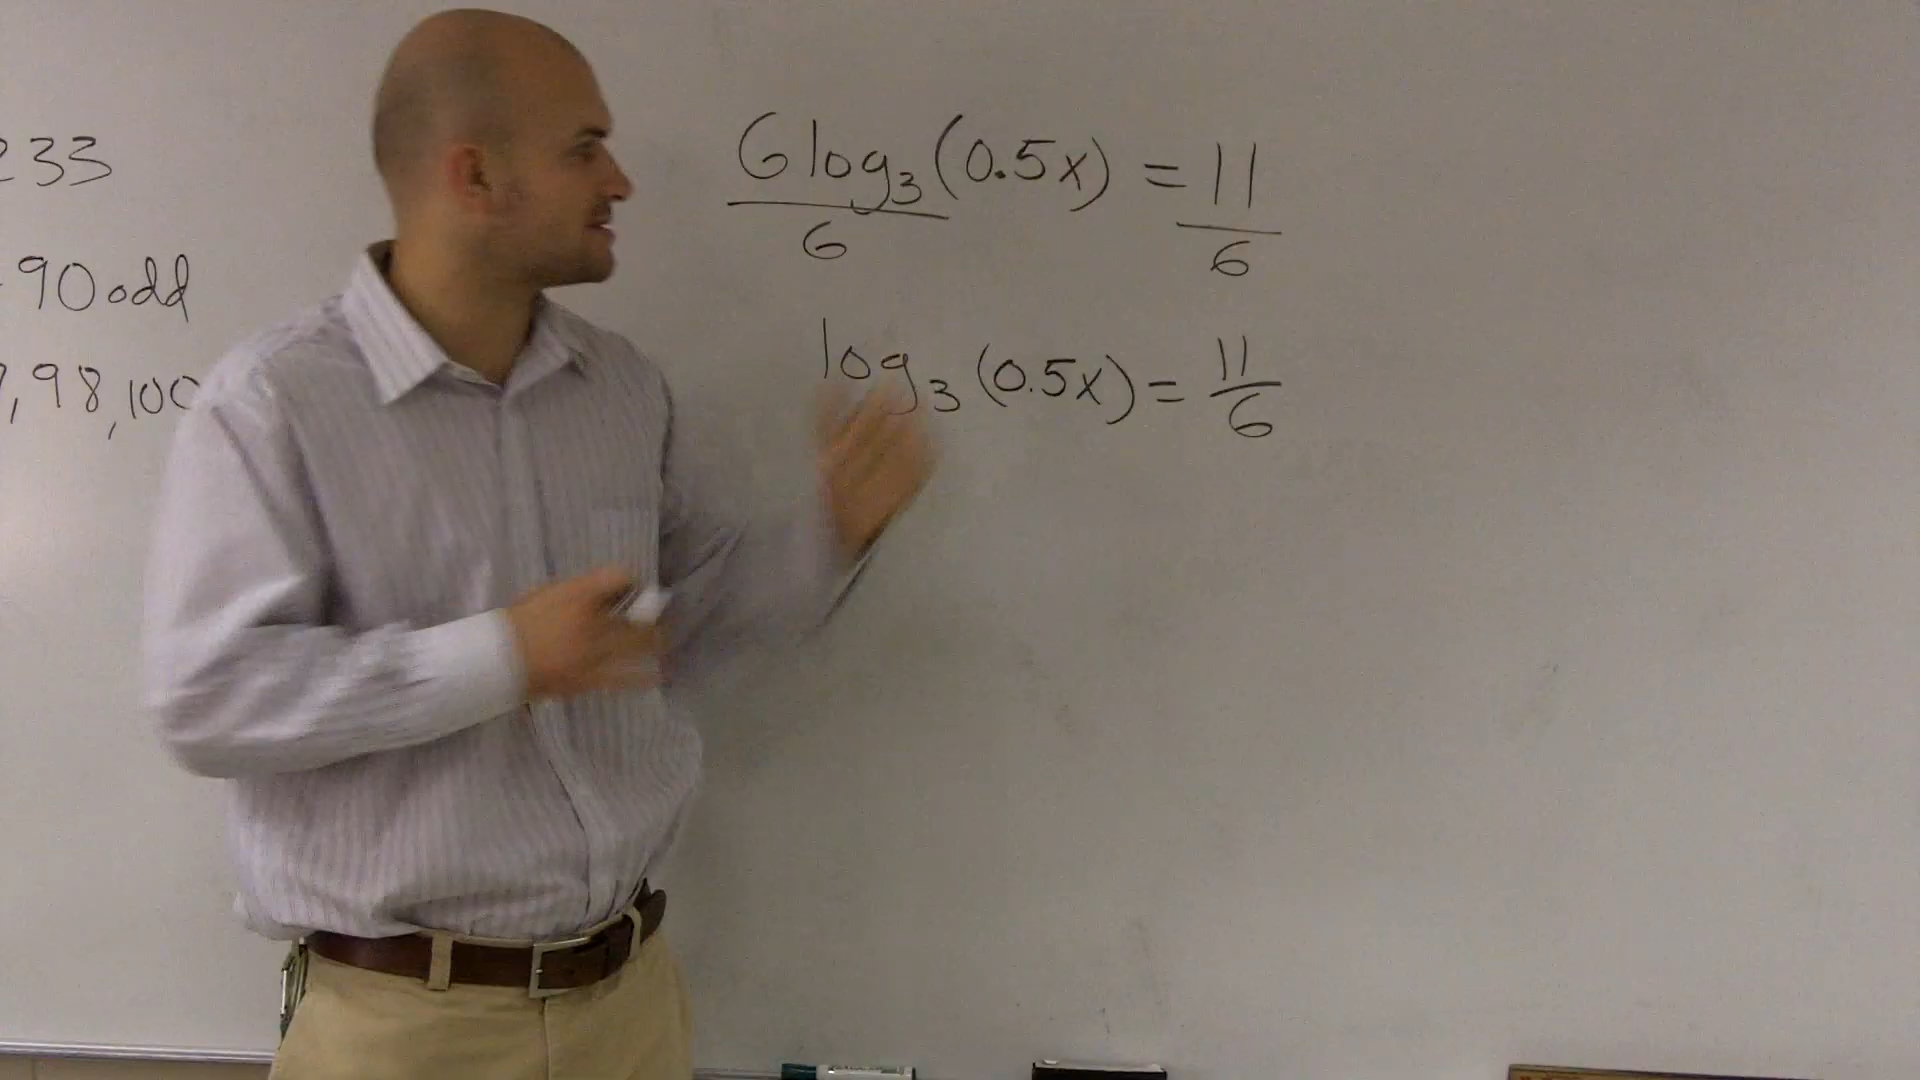 233
90 odd
,98,100
6log₃(0.5x) = 11
6 6
log₃(0.5x) = 11/6